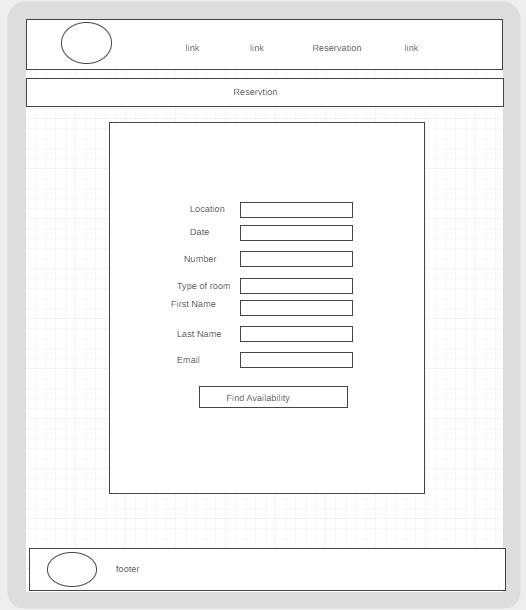 link link Reservation link
Reservtion
Location
Date
Number
Type of room
First Name
Last Name
Email
Find Availability
footer